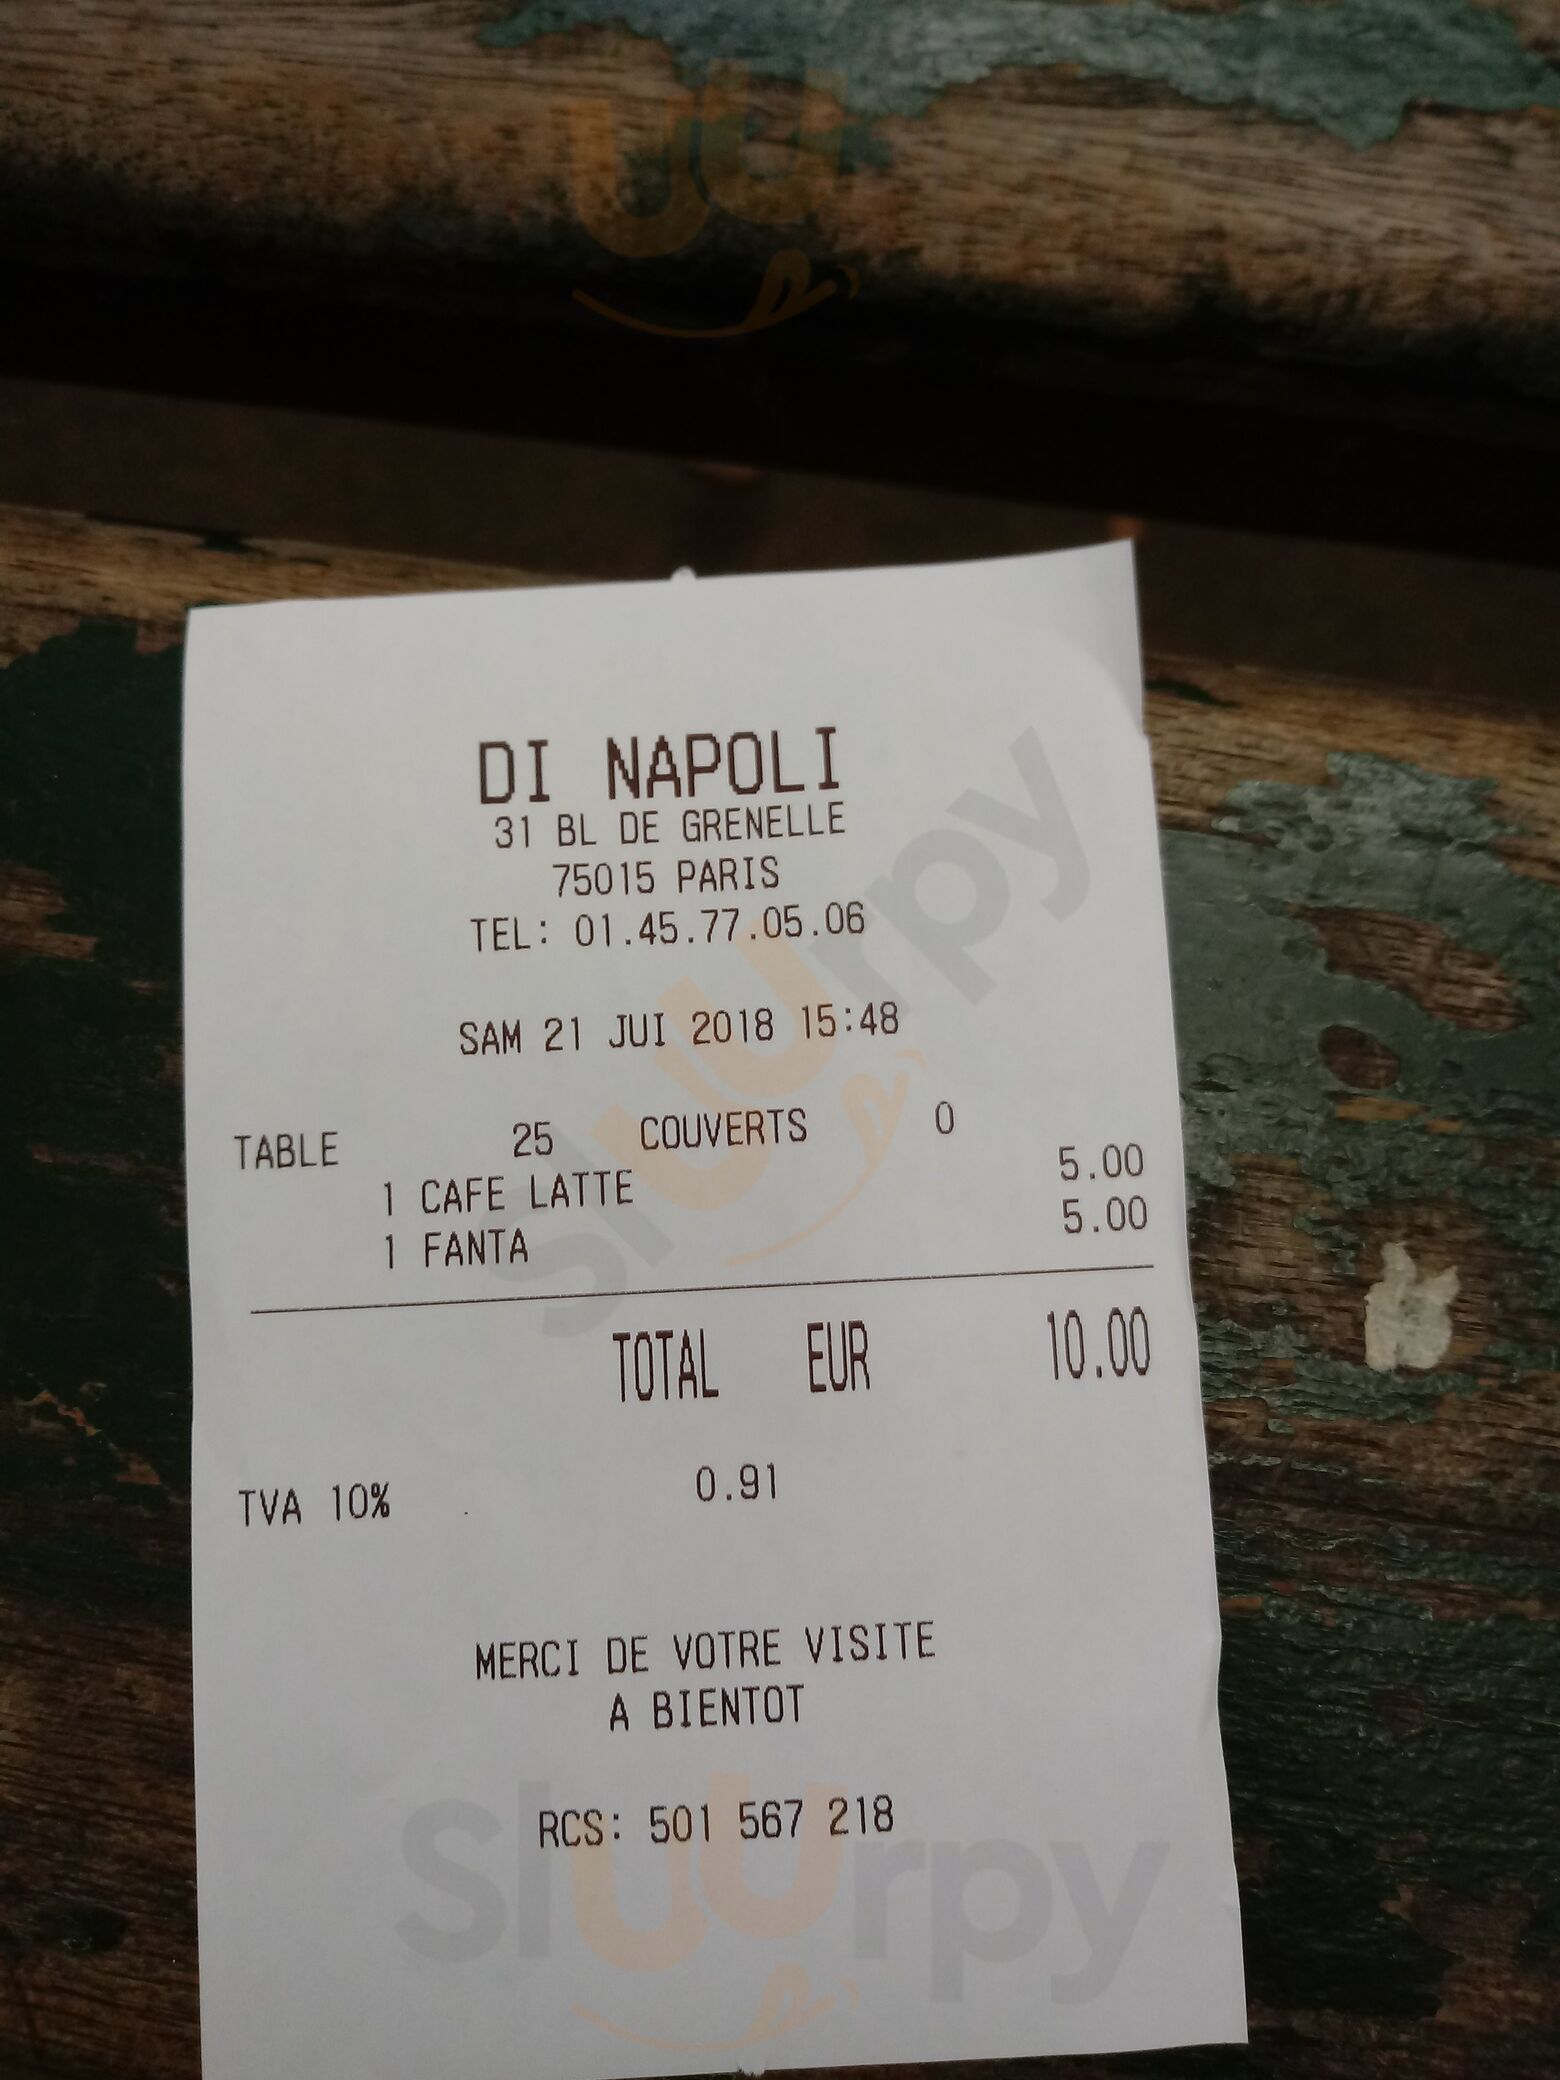 DI NAPOLI
31 BL DE GRENELLE
75015 PARIS
TEL: 01.45.77.05.06
SAM 21 JUI 2018 15:48
TABLE 25 COUVERTS 0
1 CAFE LATTE 5.00
1 FANTA 5.00
TOTAL EUR 10.00
TVA 10% 0.91
MERCI DE VOTRE VISITE
A BIENTOT
RCS: 501 567 218
Sluurpy
Sluurpy